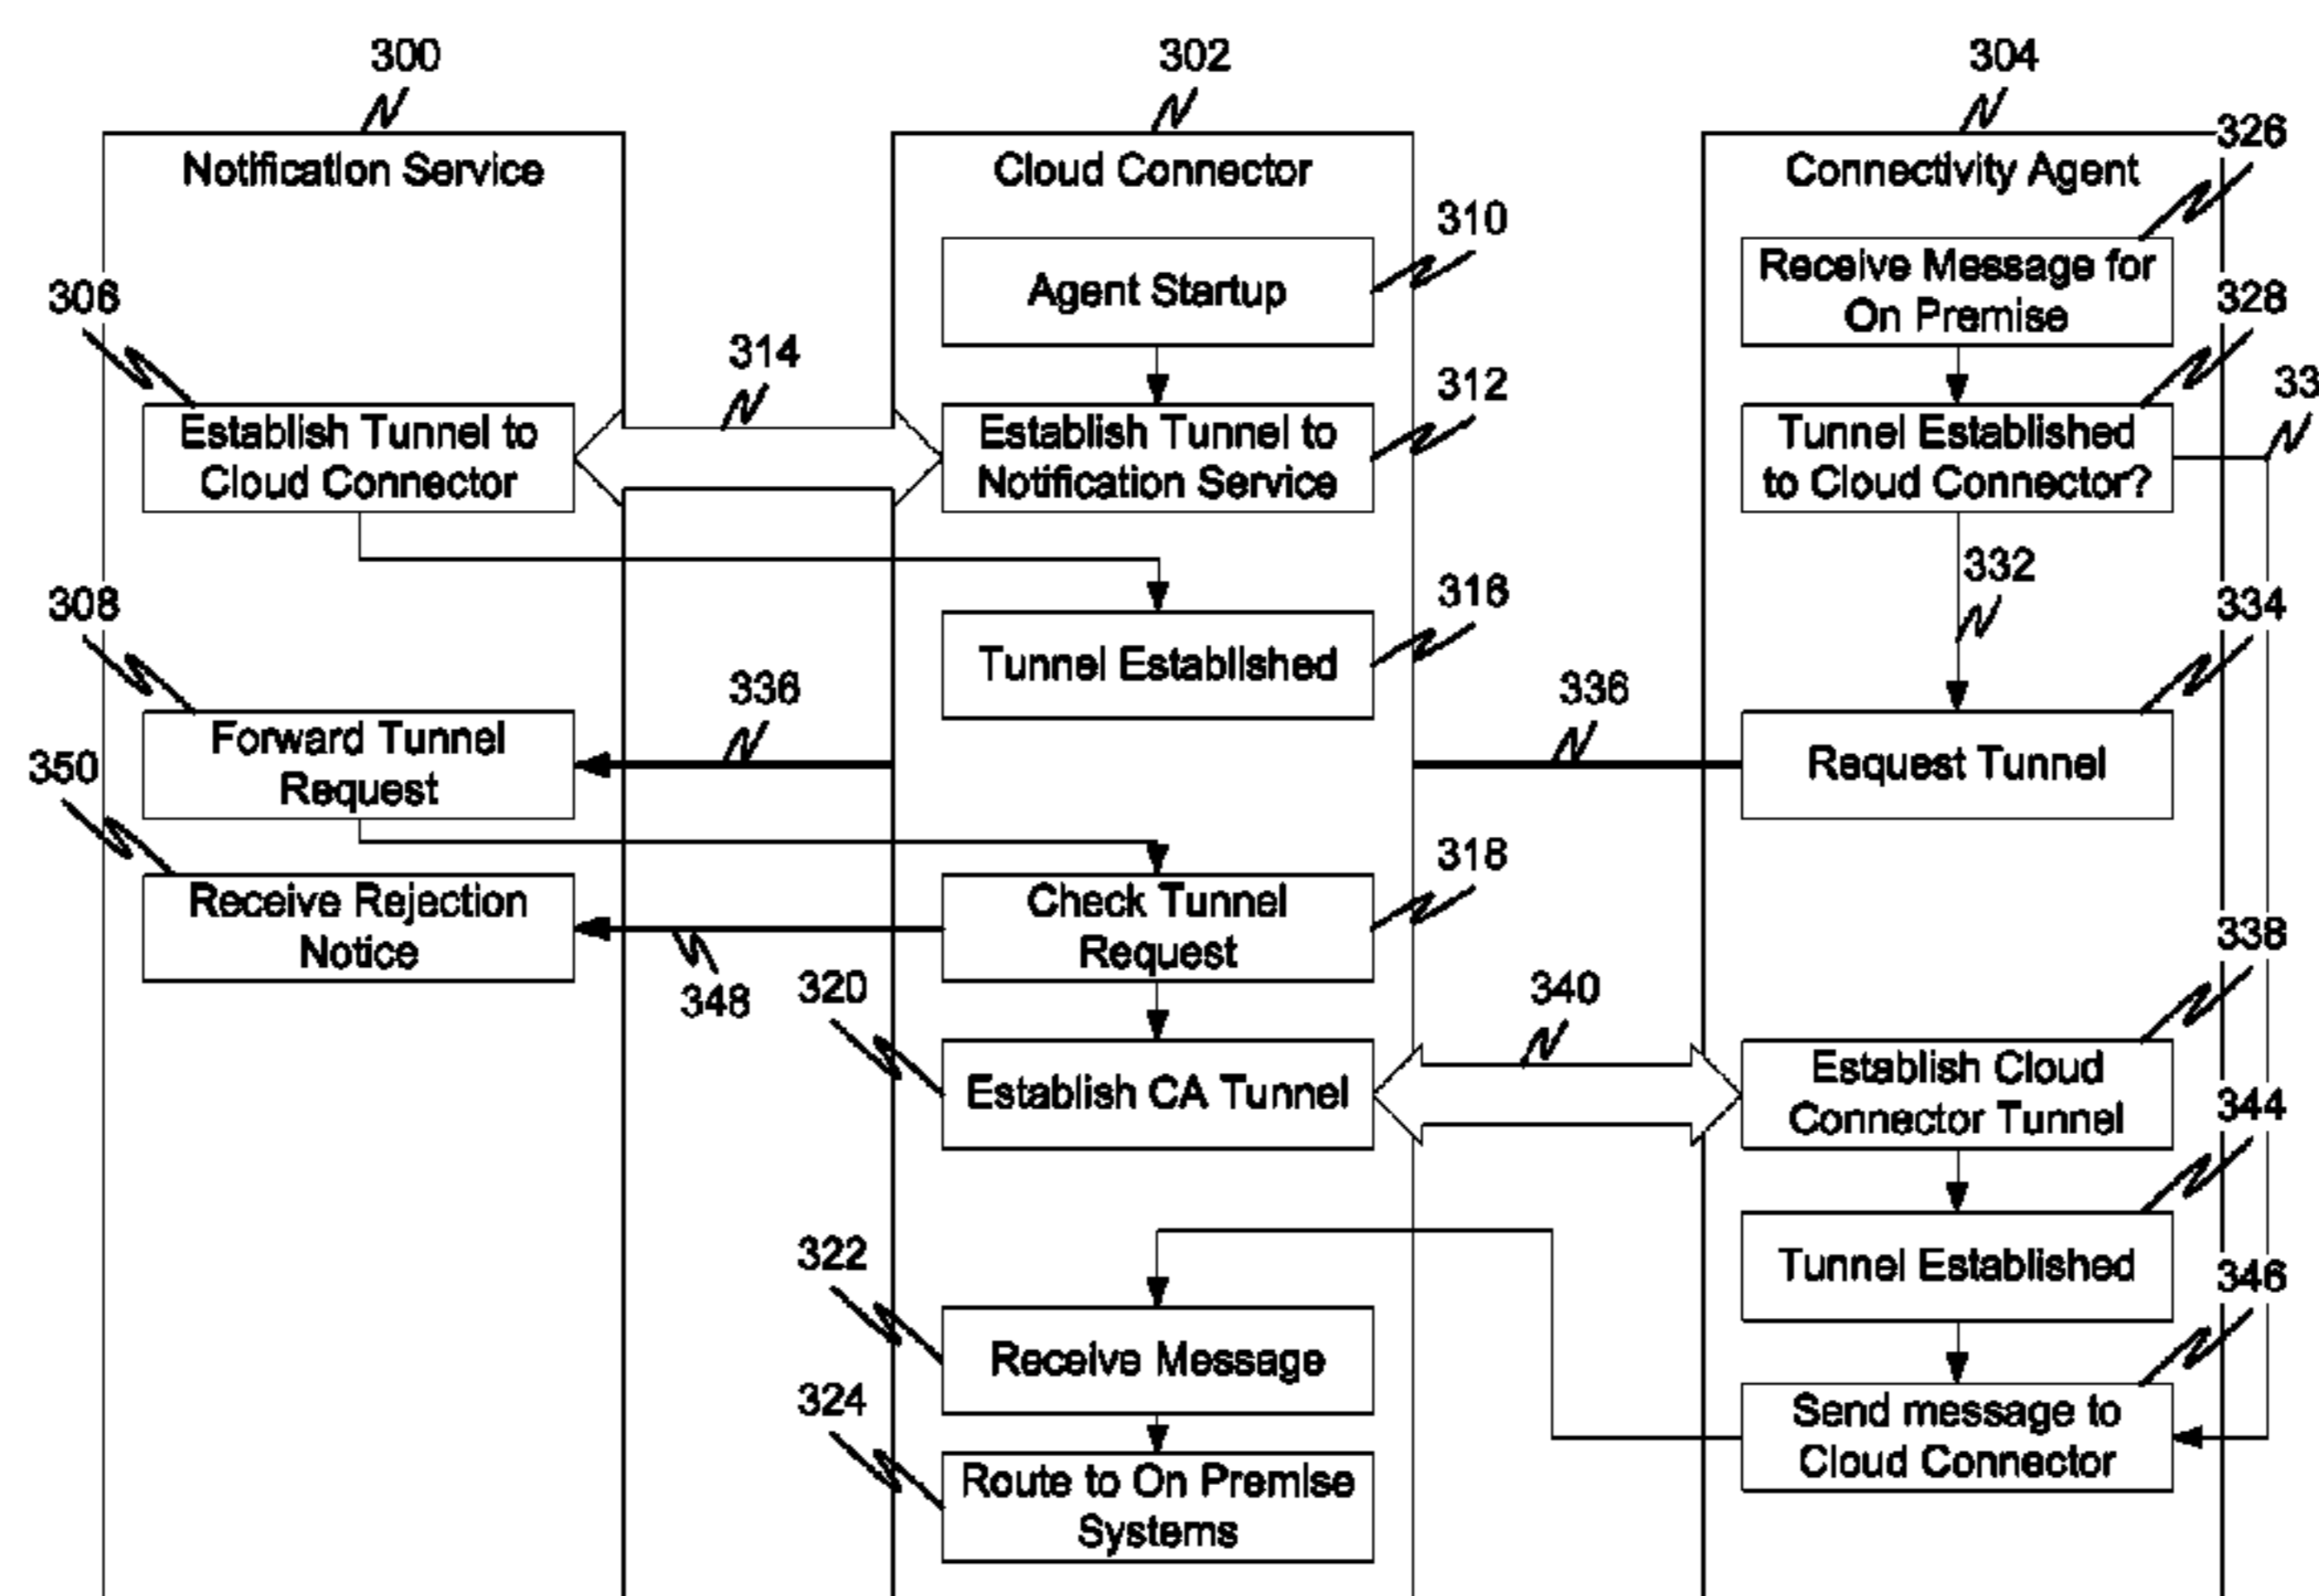 300
302
304
326
Notification Service
Cloud Connector
Connectivity Agent
310
Agent Startup
Receive Message for
On Premise
306
314
312
328
33
Establish Tunnel to
Cloud Connector
Establish Tunnel to
Notification Service
Tunnel Established
to Cloud Connector?
332
308
316
334
Tunnel Established
336
336
Forward Tunnel
Request
Request Tunnel
350
318
Receive Rejection
Notice
Check Tunnel
Request
338
348
320
340
Establish CA Tunnel
Establish Cloud
Connector Tunnel
344
Tunnel Established
322
346
Receive Message
324
Send message to
Cloud Connector
Route to On Premise
Systems